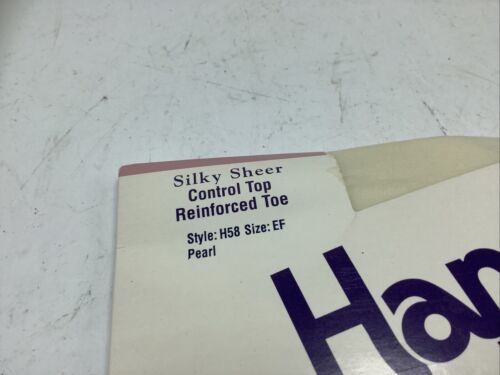 Silky Sheer
Control Top
Reinforced Toe
Style: H58 Size: EF
Pearl